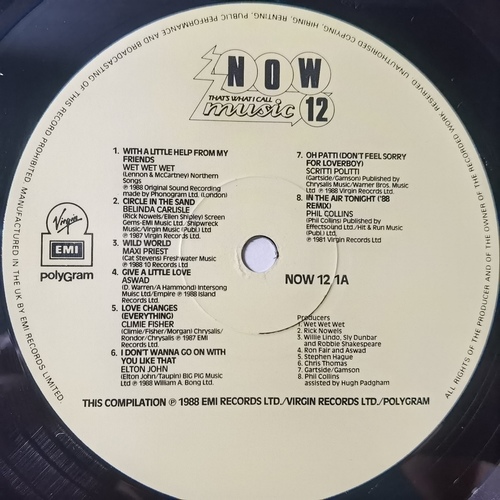 UNAUTHORISED COPYING, HIRING, RENTING, PUBLIC PERFORMANCE AND BROADCASTING OF THIS RECORD PROHIBITED. MANUFACTURED IN THE UK BY EMI RECORDS LIMITED
ALL RIGHTS OF THE PRODUCER AND OF THE OWNER OF THE RECORDED WORK RESERVED.
NOW
THAT'S WHAT I CALL
music 12
1. WITH A LITTLE HELP FROM MY
FRIENDS
WET WET WET
(Lennon & McCartney) Northern
Songs
℗ 1988 Original Sound Recording
made by Phonogram Ltd. (London)
2. CIRCLE IN THE SAND
BELINDA CARLISLE
(Rick Nowels/Ellen Shipley) Screen
Gems-EMI Music Ltd. Shipwreck
Music/Virgin Music (Publ.) Ltd
℗ 1987 Virgin Records Ltd.
3. WILD WORLD
MAXI PRIEST
(Cat Stevens) Freshwater Music
℗ 1988 10 Records Ltd
4. GIVE A LITTLE LOVE
ASWAD
(D. Warren/A Hammond) Intersong
Music Ltd/Empire ℗ 1988 Island
Records Ltd.
5. LOVE CHANGES
(EVERYTHING)
CLIMIE FISHER
(Climie/Fisher/Morgan) Chrysalis/
Rondor/Chrysalis ℗ 1987 EMI
Records Ltd.
6. I DON'T WANNA GO ON WITH
YOU LIKE THAT
ELTON JOHN
(Elton John/Taupin) BIG PIG Music
Ltd ℗ 1988 William A. Bong Ltd.
7. OH PATTI (DON'T FEEL SORRY
FOR LOVERBOY)
SCRITTI POLITTI
(Gartside/Gamson) Published by
Chrysalis Music/Warner Bros. Music
Ltd ℗ 1988 Virgin Records Ltd.
8. IN THE AIR TONIGHT ('88
REMIX)
PHIL COLLINS
(Phil Collins) Published by
Effectsound Ltd./Hit & Run Music
(Publ.) Ltd.
℗ 1981 Virgin Records Ltd.
Virgin
EMI
polyGram
NOW 12 1A
Producers
1. Wet Wet Wet
2. Rick Nowels
3. Willie Lindo, Sly Dunbar
and Robbie Shakespeare
4. Ron Fair and Aswad
5. Stephen Hague
6. Chris Thomas
7. Gartside/Gamson
8. Phil Collins
assisted by Hugh Padgham
THIS COMPILATION ℗ 1988 EMI RECORDS LTD./VIRGIN RECORDS LTD./POLYGRAM